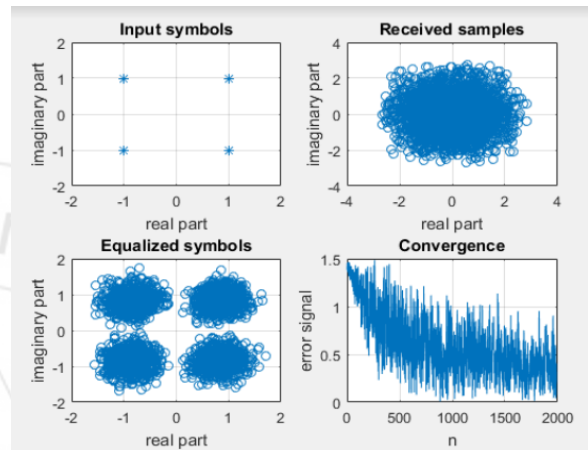 Input symbols
imaginary part
2
1
0
-1
-2
-2 -1 0 1 2
real part
Received samples
imaginary part
4
2
0
-2
-4
-4 -2 0 2 4
real part
Equalized symbols
imaginary part
2
1
0
-1
-2
-2 -1 0 1 2
real part
Convergence
error signal
1.5
1
0.5
0
0 500 1000 1500 2000
n